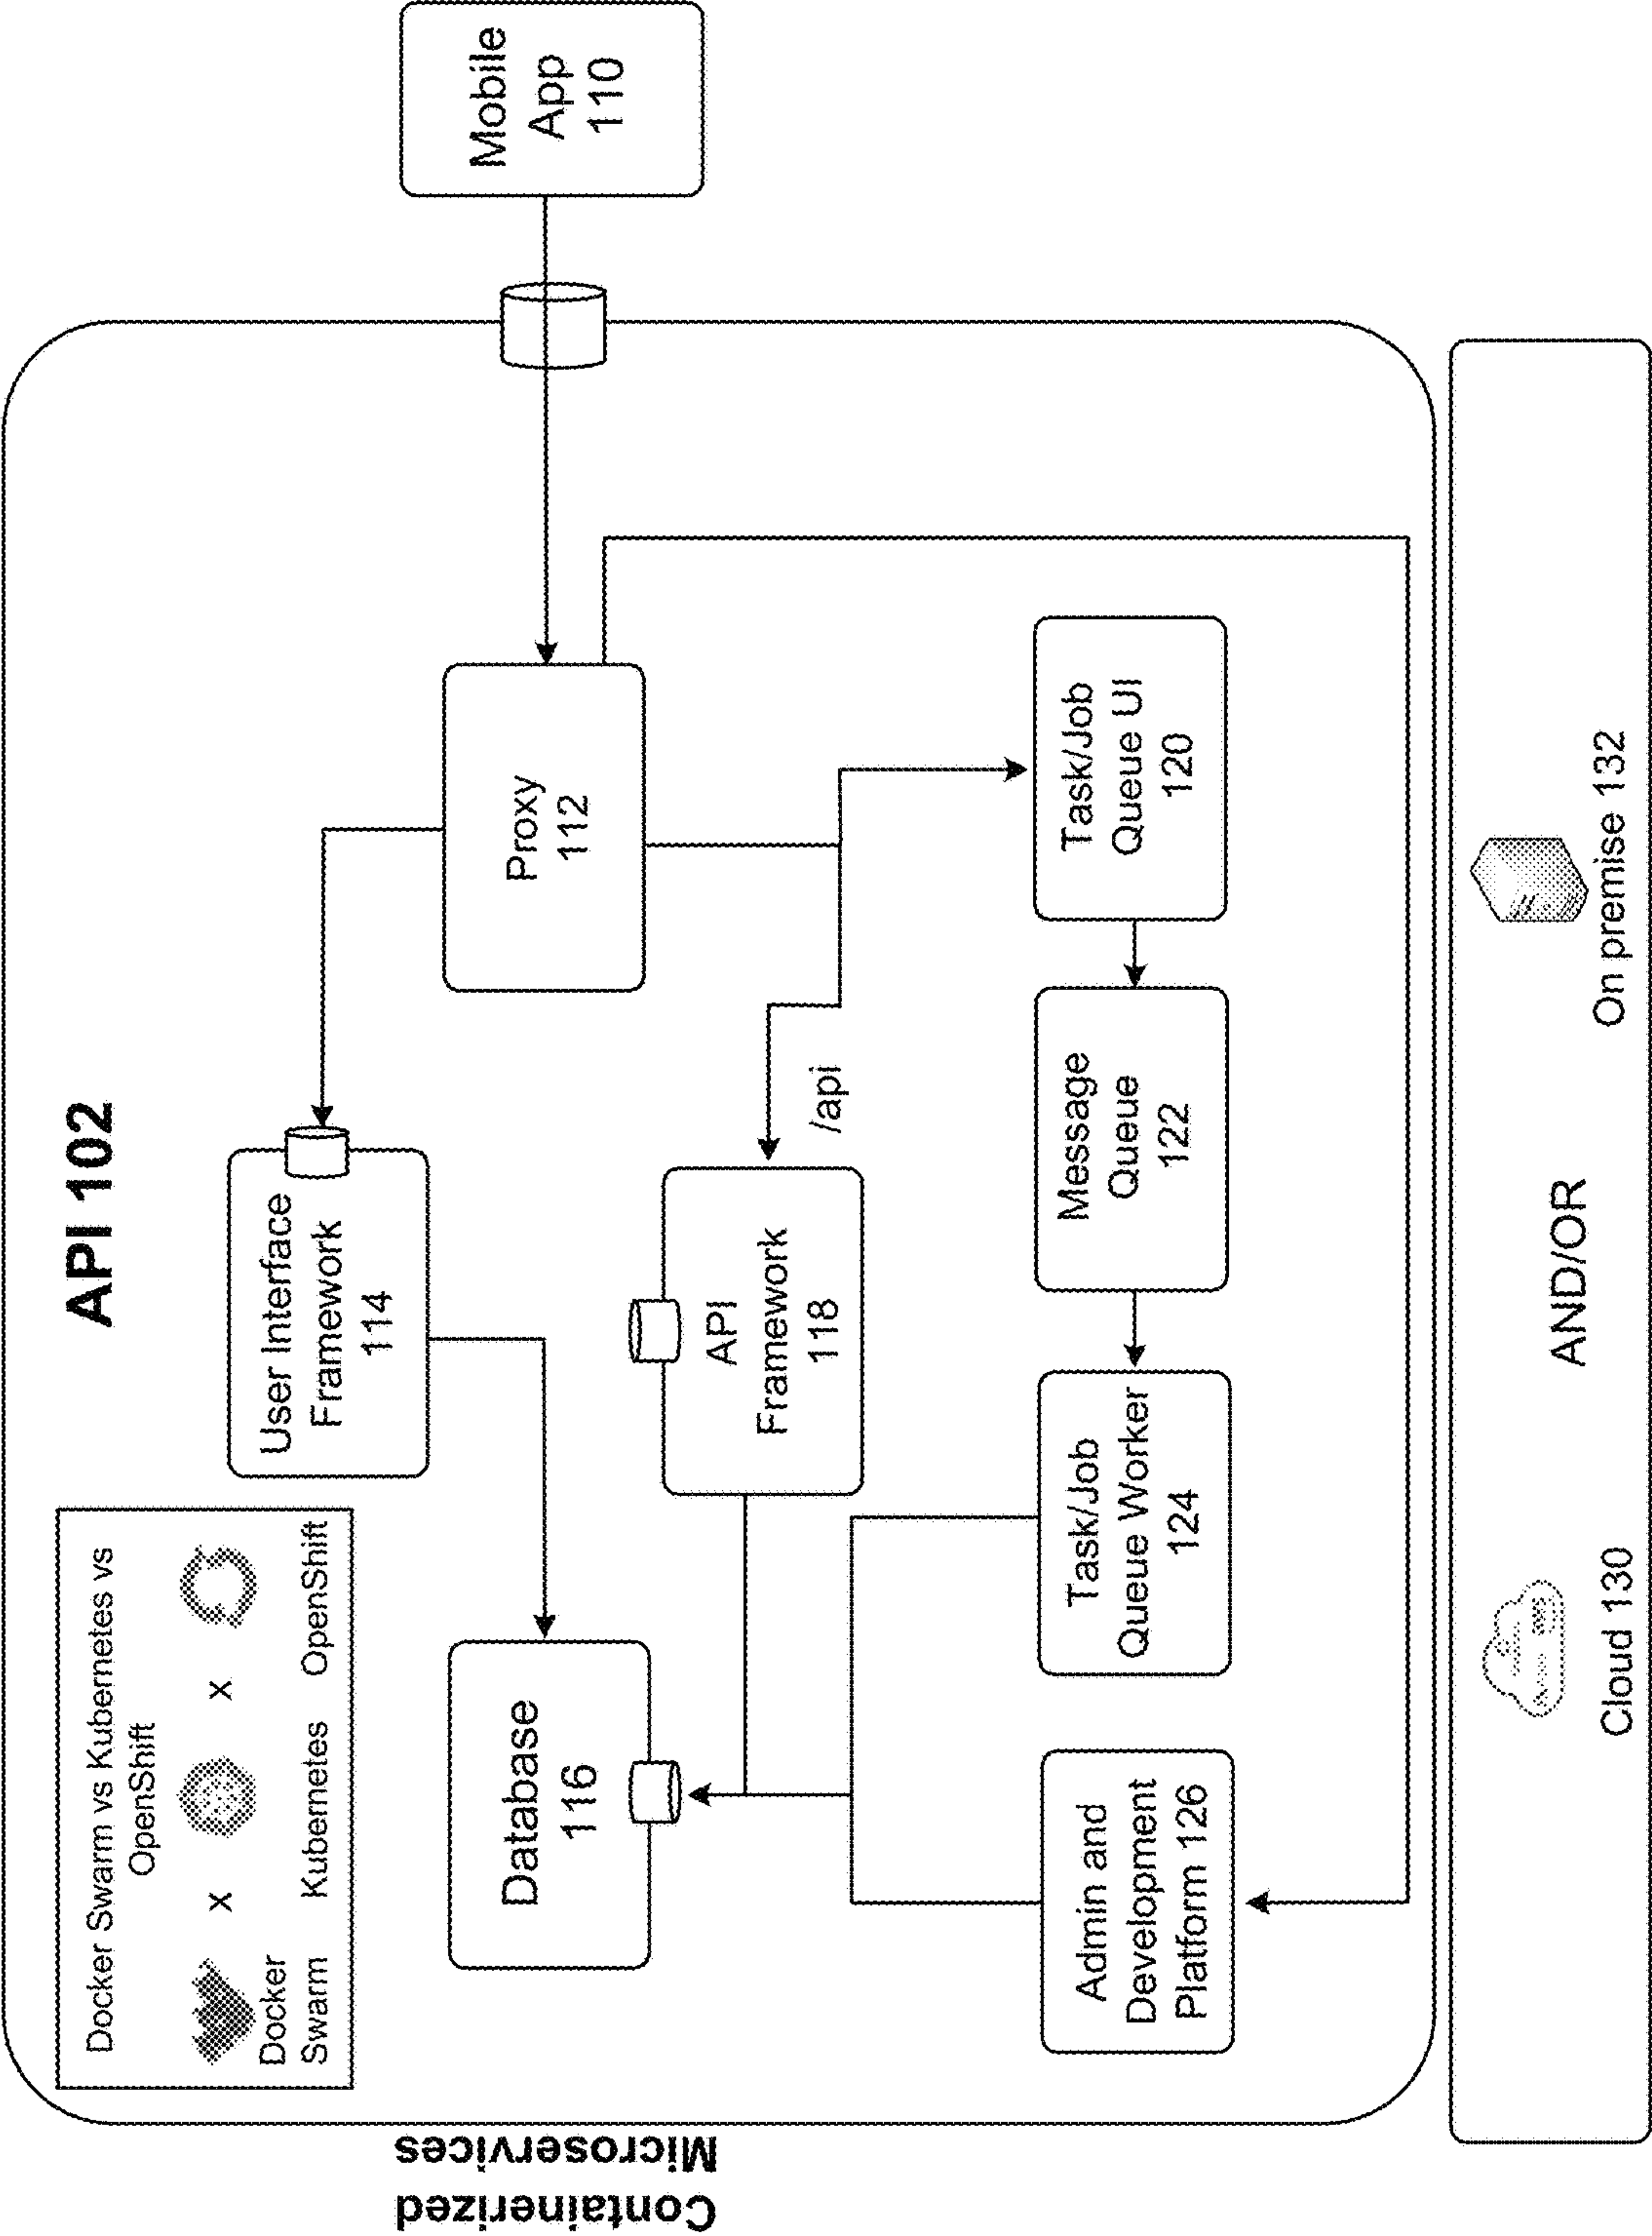 API 102
Docker Swarm vs Kubernetes vs
OpenShift
x
x
Docker
Swarm
Kubernetes
OpenShift
User Interface
Framework
114
Proxy
112
Mobile
App
110
Database
116
API
Framework
118
/api
Admin and
Development
Platform 126
Task/Job
Queue Worker
124
Message
Queue
122
Task/Job
Queue UI
120
Containerized
Microservices
Cloud 130
AND/OR
On premise 132